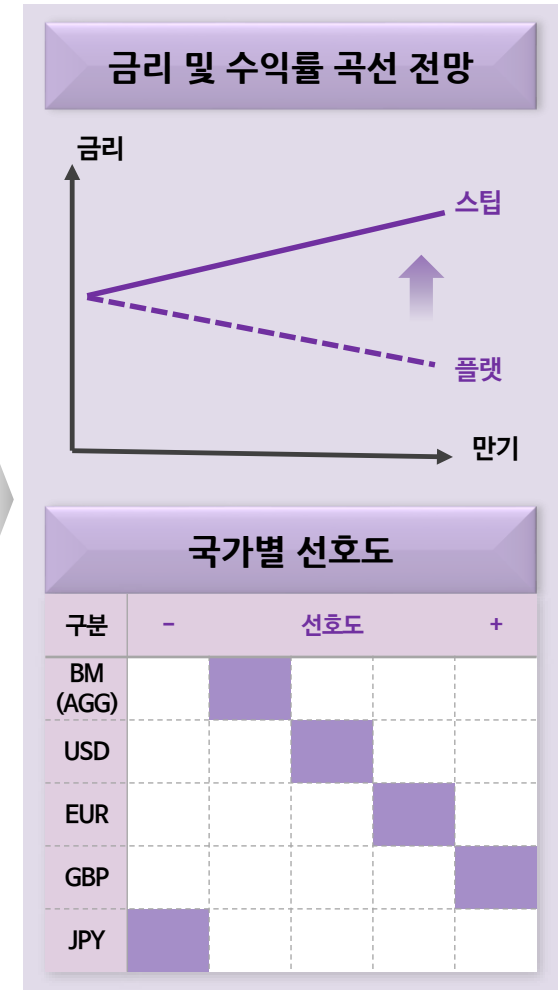 금리 및 수익률 곡선 전망
금리
스팁
플랫
만기
국가별 선호도
구분 - 선호도 +
BM
(AGG)
USD
EUR
GBP
JPY